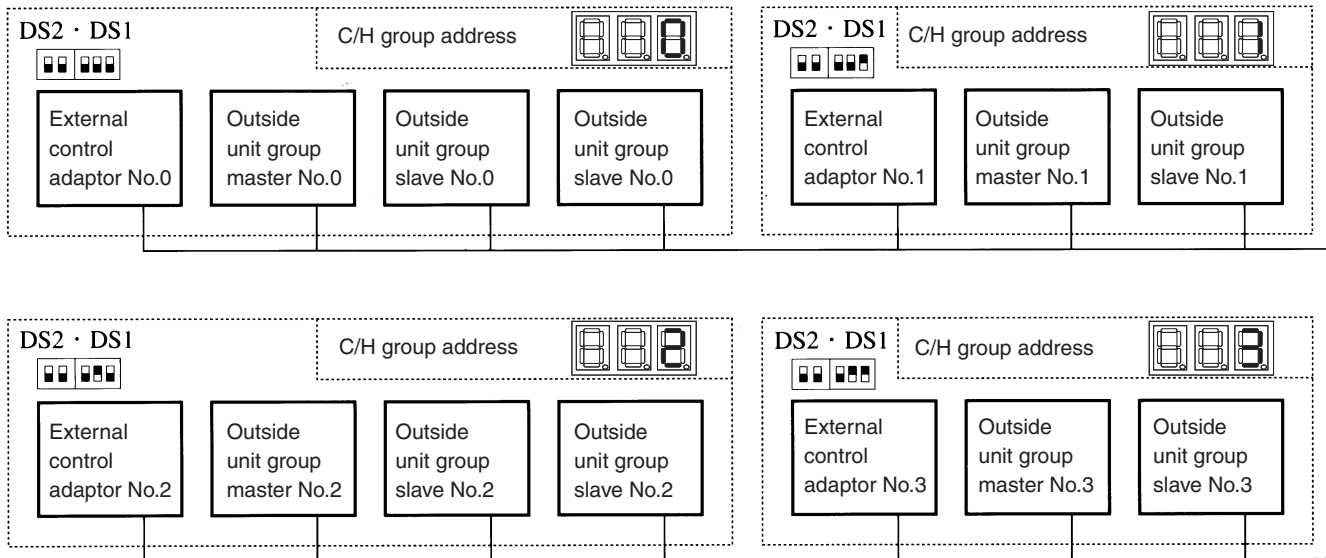 DS2 · DS1
C/H group address
0
External
control
adaptor No.0
Outside
unit group
master No.0
Outside
unit group
slave No.0
Outside
unit group
slave No.0
DS2 · DS1
C/H group address
1
External
control
adaptor No.1
Outside
unit group
master No.1
Outside
unit group
slave No.1
DS2 · DS1
C/H group address
2
External
control
adaptor No.2
Outside
unit group
master No.2
Outside
unit group
slave No.2
Outside
unit group
slave No.2
DS2 · DS1
C/H group address
3
External
control
adaptor No.3
Outside
unit group
master No.3
Outside
unit group
slave No.3